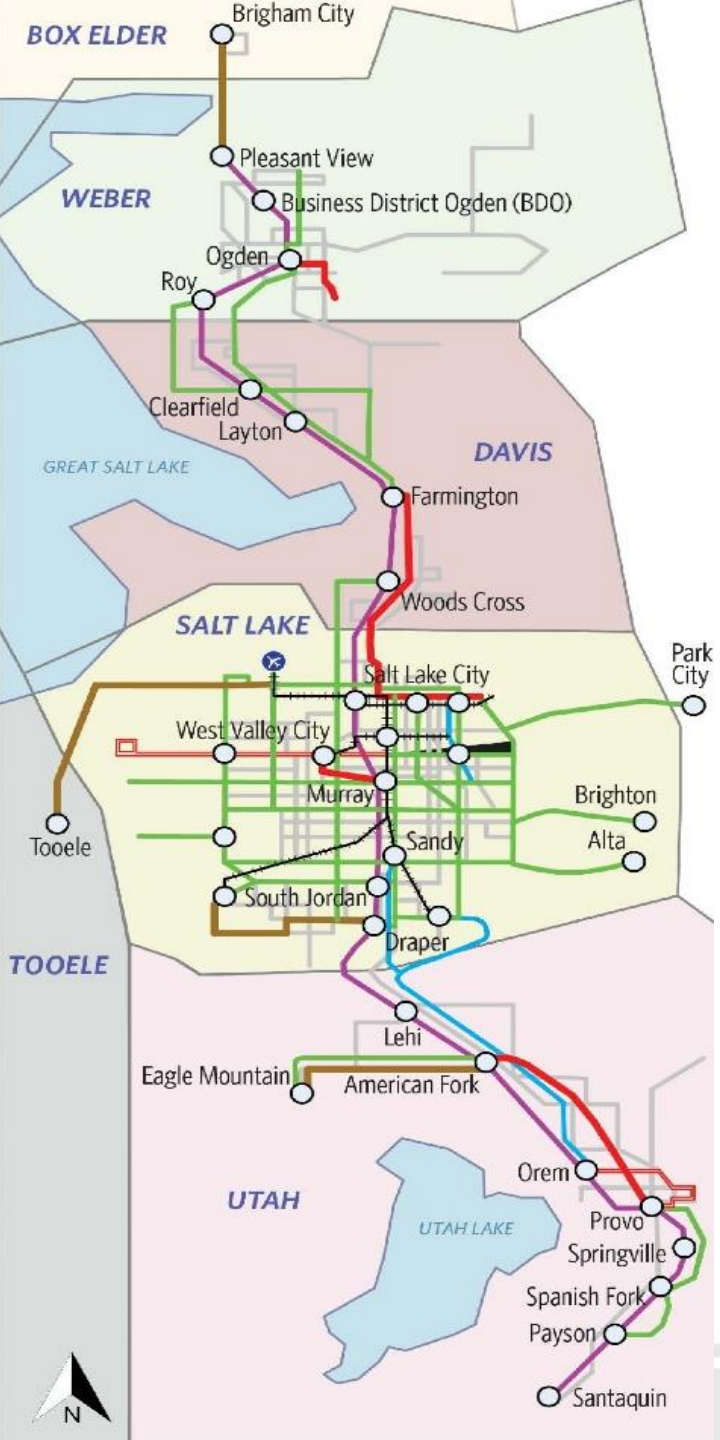 Brigham City
BOX ELDER
Pleasant View
WEBER
Business District Ogden (BDO)
Ogden
Roy
Clearfield
Layton
DAVIS
GREAT SALT LAKE
Farmington
Woods Cross
SALT LAKE
Park
City
Salt Lake City
West Valley City
Murray
Brighton
Tooele
Sandy
Alta
South Jordan
Draper
TOOELE
Lehi
Eagle Mountain
American Fork
Orem
UTAH
Provo
UTAH LAKE
Springville
Spanish Fork
Payson
Santaquin
N